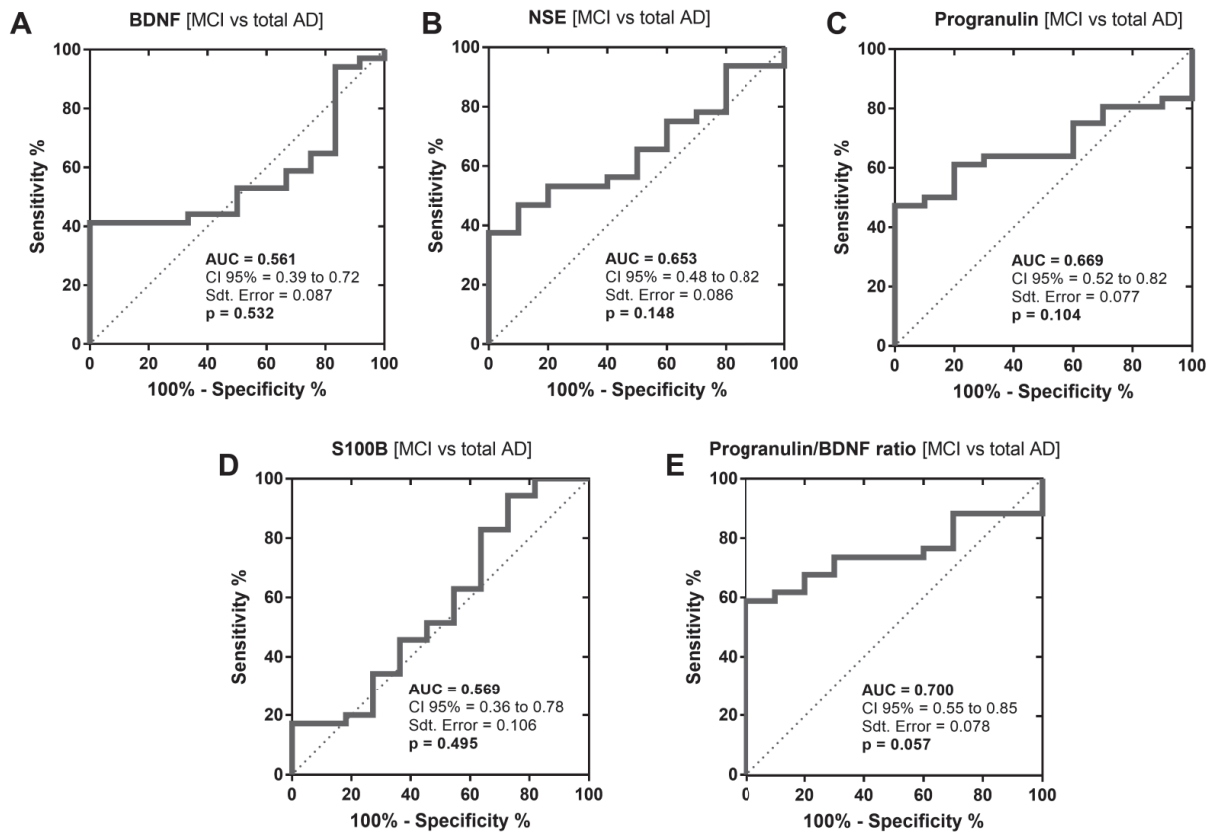 A
BDNF [MCI vs total AD]
100
80
60
40
20
0
Sensitivity %
AUC = 0.561
CI 95% = 0.39 to 0.72
Sdt. Error = 0.087
p = 0.532
0 20 40 60 80 100
100% - Specificity %
B
NSE [MCI vs total AD]
100
80
60
40
20
0
Sensitivity %
AUC = 0.653
CI 95% = 0.48 to 0.82
Sdt. Error = 0.086
p = 0.148
0 20 40 60 80 100
100% - Specificity %
C
Progranulin [MCI vs total AD]
100
80
60
40
20
0
Sensitivity %
AUC = 0.669
CI 95% = 0.52 to 0.82
Sdt. Error = 0.077
p = 0.104
0 20 40 60 80 100
100% - Specificity %
D
S100B [MCI vs total AD]
100
80
60
40
20
0
Sensitivity %
AUC = 0.569
CI 95% = 0.36 to 0.78
Sdt. Error = 0.106
p = 0.495
0 20 40 60 80 100
100% - Specificity %
E
Progranulin/BDNF ratio [MCI vs total AD]
100
80
60
40
20
0
Sensitivity %
AUC = 0.700
CI 95% = 0.55 to 0.85
Sdt. Error = 0.078
p = 0.057
0 20 40 60 80 100
100% - Specificity %